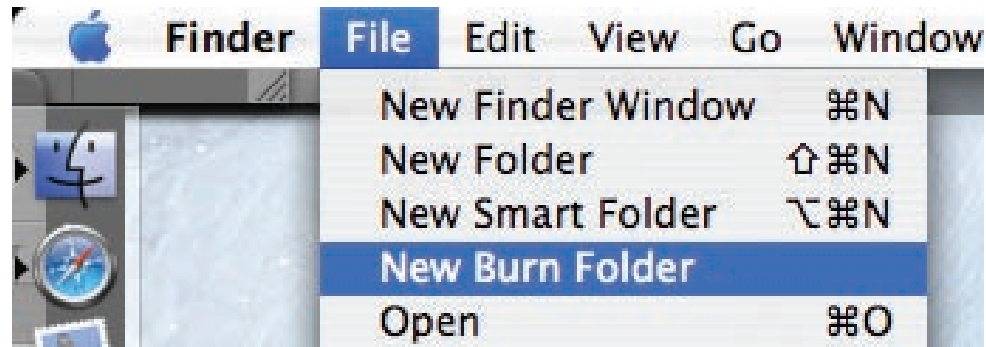 Finder File Edit View Go Window
New Finder Window ⌘N
New Folder ⇧⌘N
New Smart Folder ⌥⌘N
New Burn Folder
Open ⌘O